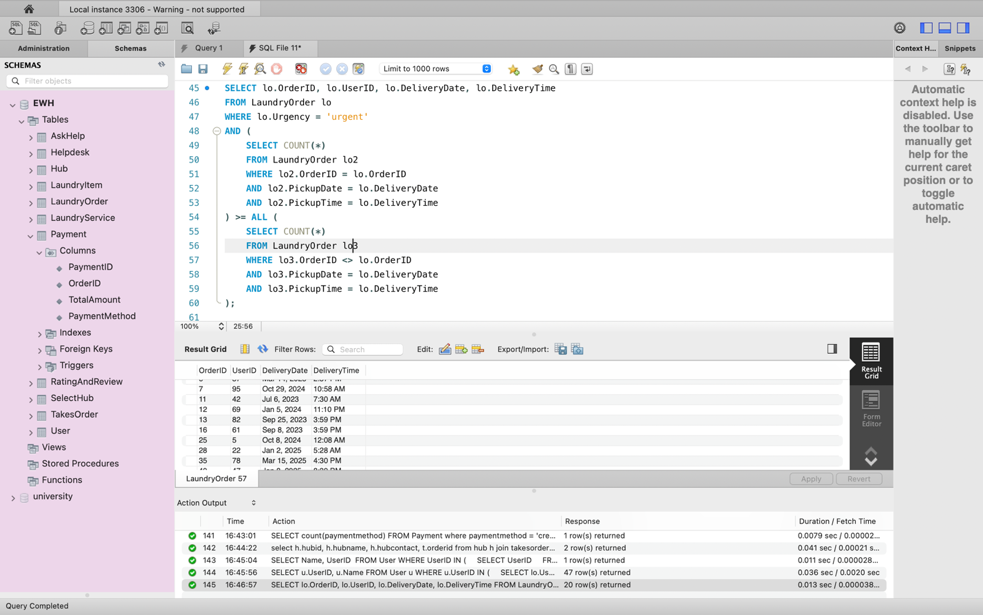 Local instance 3306 - Warning - not supported
Administration
Schemas
Query 1
SQL File 11*
Context H...
Snippets
SCHEMAS
Filter objects
EWH
Tables
AskHelp
Helpdesk
Hub
LaundryItem
LaundryOrder
LaundryService
Payment
Columns
PaymentID
OrderID
TotalAmount
PaymentMethod
Indexes
Foreign Keys
Triggers
RatingAndReview
SelectHub
TakesOrder
User
Views
Stored Procedures
Functions
university
Limit to 1000 rows
45 SELECT lo.OrderID, lo.UserID, lo.DeliveryDate, lo.DeliveryTime
46 FROM LaundryOrder lo
47 WHERE lo.Urgency = 'urgent'
48 AND (
49 SELECT COUNT(*)
50 FROM LaundryOrder lo2
51 WHERE lo2.OrderID = lo.OrderID
52 AND lo2.PickupDate = lo.DeliveryDate
53 AND lo2.PickupTime = lo.DeliveryTime
54 ) >= ALL (
55 SELECT COUNT(*)
56 FROM LaundryOrder lo3
57 WHERE lo3.OrderID <> lo.OrderID
58 AND lo3.PickupDate = lo.DeliveryDate
59 AND lo3.PickupTime = lo.DeliveryTime
60 );
61
100% 25:56
Automatic
context help is
disabled. Use
the toolbar to
manually get
help for the
current caret
position or to
toggle
automatic
help.
Result Grid Filter Rows: Search Edit: Export/Import:
OrderID UserID DeliveryDate DeliveryTime
7 95 Oct 29, 2024 10:58 AM
11 42 Jul 6, 2023 7:30 AM
12 69 Jan 5, 2024 11:10 PM
13 82 Sep 25, 2023 3:59 PM
16 61 Sep 8, 2023 3:59 PM
25 5 Oct 8, 2024 12:08 AM
28 22 Jan 2, 2025 5:28 AM
35 78 Mar 15, 2025 4:30 PM
Result
Grid
Form
Editor
LaundryOrder 57
Apply
Revert
Action Output
Time Action Response Duration / Fetch Time
141 16:43:01 SELECT count(paymentmethod) FROM Payment where paymentmethod = 'cre... 1 row(s) returned 0.0079 sec / 0.00002...
142 16:44:22 select h.hubid, h.hubname, h.hubcontact, t.orderid from hub h join takesorder... 2 row(s) returned 0.041 sec / 0.00021 s...
143 16:45:04 SELECT Name, UserID FROM User WHERE UserID IN ( SELECT UserID FR... 1 row(s) returned 0.011 sec / 0.000028...
144 16:45:56 SELECT u.UserID, u.Name FROM User u WHERE u.UserID IN ( SELECT lo.Us... 47 row(s) returned 0.036 sec / 0.0020 s...
145 16:46:57 SELECT lo.OrderID, lo.UserID, lo.DeliveryDate, lo.DeliveryTime FROM LaundryO... 20 row(s) returned 0.013 sec / 0.000038...
Query Completed